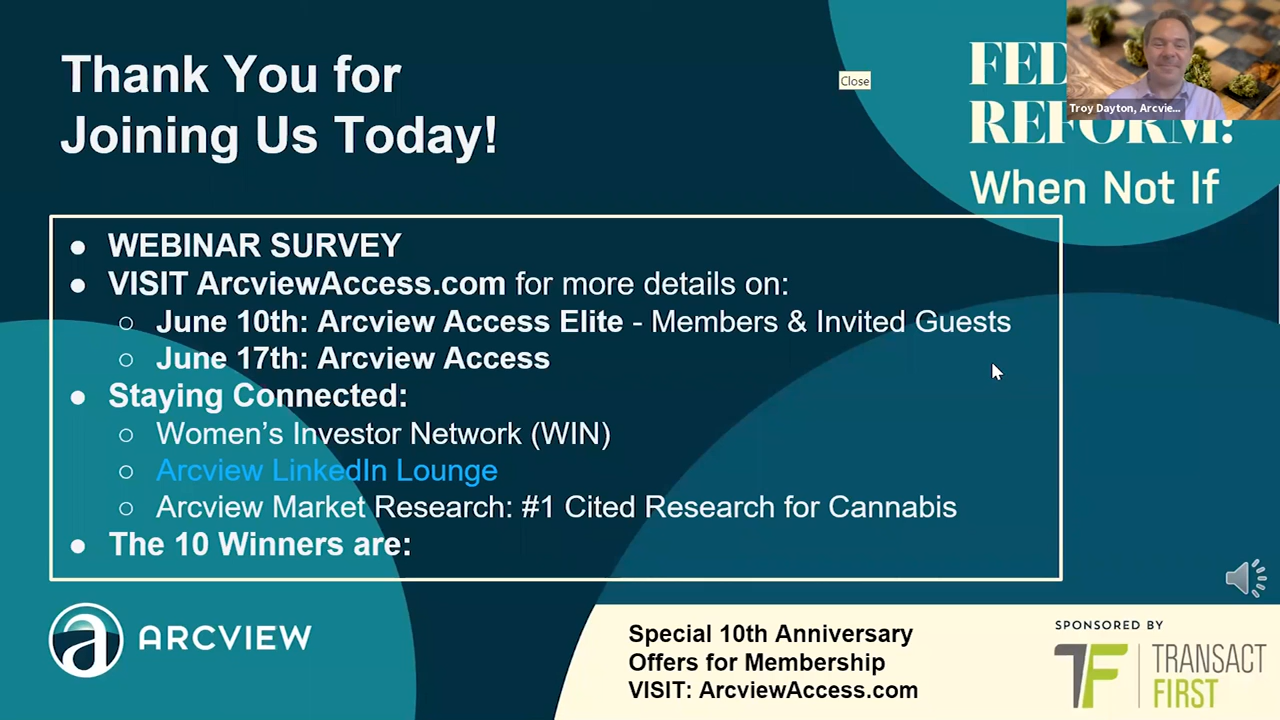 Thank You for
Joining Us Today!
Close
FED
REFORM:
When Not If
Troy Dayton, Arcvie...
● WEBINAR SURVEY
● VISIT ArcviewAccess.com for more details on:
○ June 10th: Arcview Access Elite - Members & Invited Guests
○ June 17th: Arcview Access
● Staying Connected:
○ Women's Investor Network (WIN)
○ Arcview LinkedIn Lounge
○ Arcview Market Research: #1 Cited Research for Cannabis
● The 10 Winners are:
a ARCVIEW
Special 10th Anniversary
Offers for Membership
VISIT: ArcviewAccess.com
SPONSORED BY
TF TRANSACT
FIRST